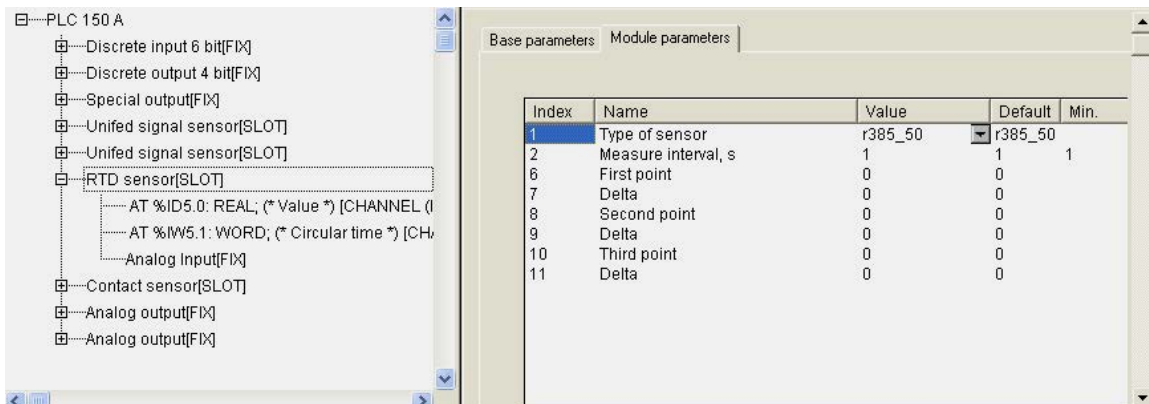 PLC 150 A
Discrete input 6 bit[FIX]
Discrete output 4 bit[FIX]
Special output[FIX]
Unifed signal sensor[SLOT]
Unifed signal sensor[SLOT]
RTD sensor[SLOT]
AT %ID5.0: REAL; (* Value *) [CHANNEL (I
AT %IW5.1: WORD; (* Circular time *) [CHA
Analog Input[FIX]
Contact sensor[SLOT]
Analog output[FIX]
Analog output[FIX]
Base parameters Module parameters
Index Name Value Default Min.
1 Type of sensor r385_50 r385_50
2 Measure interval, s 1 1 1
6 First point 0 0
7 Delta 0 0
8 Second point 0 0
9 Delta 0 0
10 Third point 0 0
11 Delta 0 0